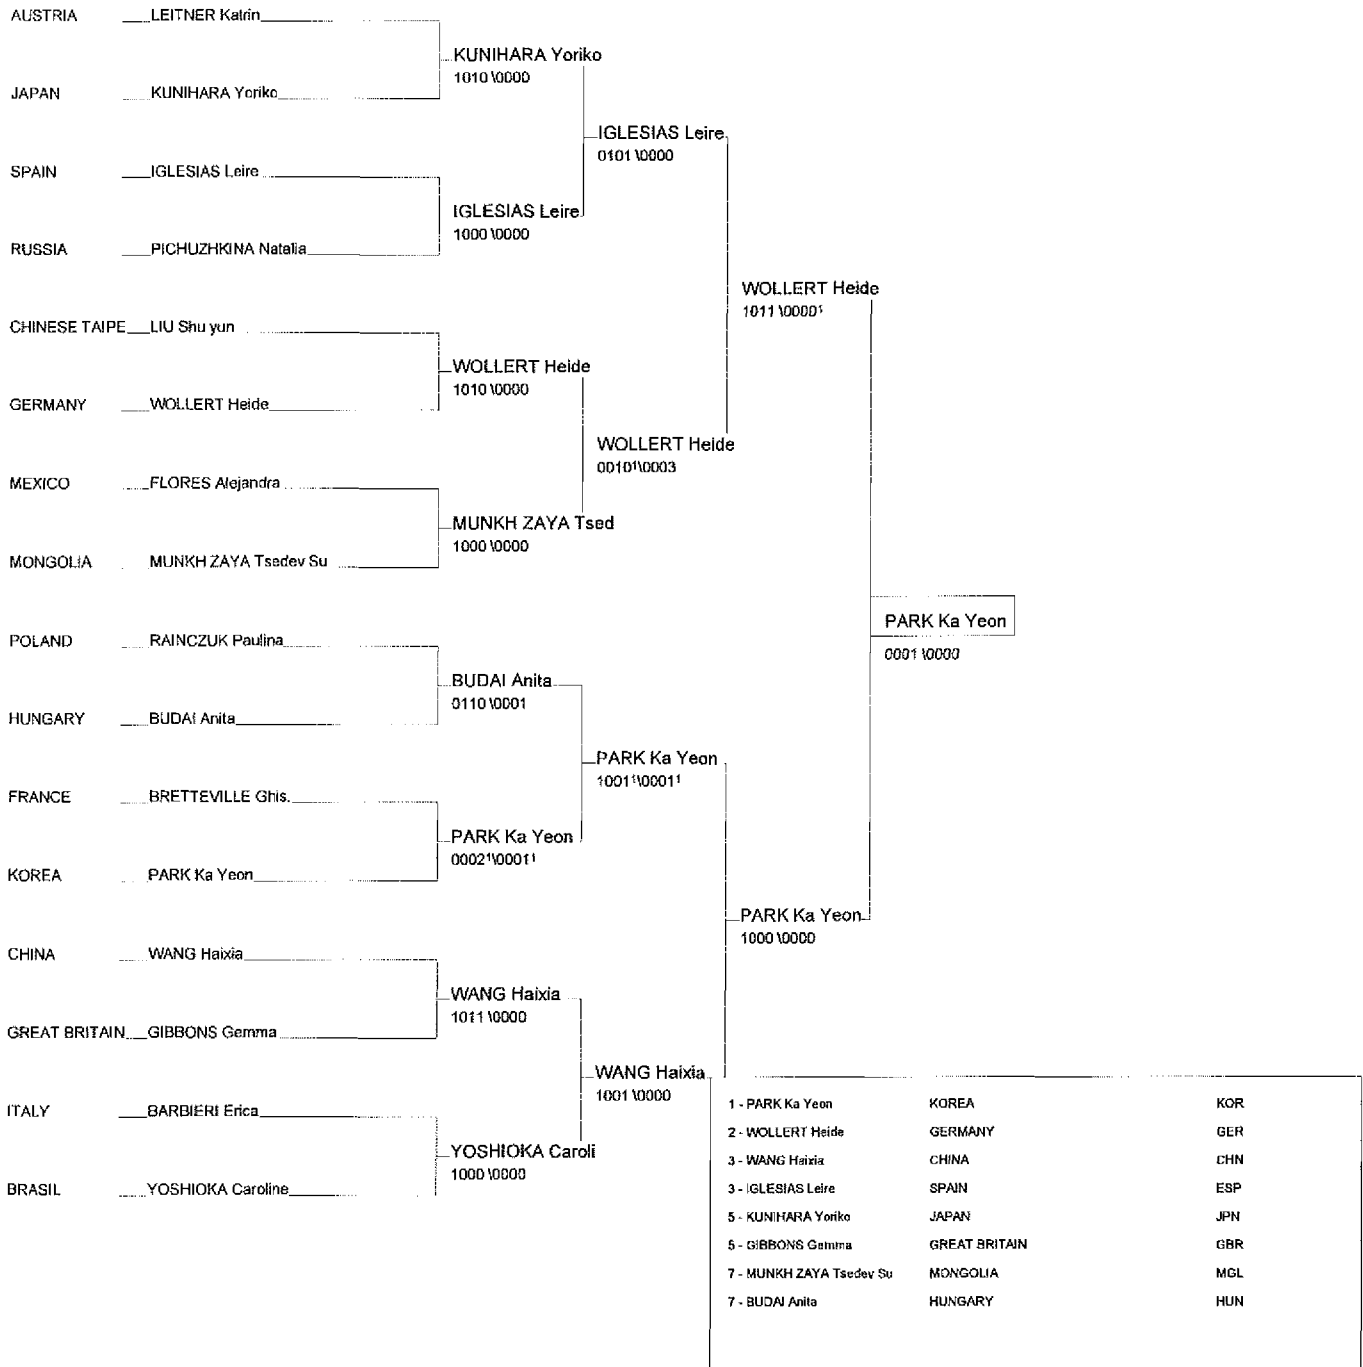 AUSTRIA LEITNER Katrin
KUNIHARA Yoriko
1010 \0000
JAPAN KUNIHARA Yoriko
IGLESIAS Leire
0101 \0000
SPAIN IGLESIAS Leire
IGLESIAS Leire
1000 \0000
RUSSIA PICHUZHKINA Natalia
WOLLERT Heide
1011 \0000¹
CHINESE TAIPE LIU Shu yun
WOLLERT Heide
1010 \0000
GERMANY WOLLERT Heide
WOLLERT Heide
0010¹\0003
MEXICO FLORES Alejandra
MUNKH ZAYA Tsed
1000 \0000
MONGOLIA MUNKH ZAYA Tsedev Su
PARK Ka Yeon
0001 \0000
POLAND RAINCZUK Paulina
BUDAI Anita
0110 \0001
HUNGARY BUDAI Anita
PARK Ka Yeon
1001¹\0001¹
FRANCE BRETTEVILLE Ghis.
PARK Ka Yeon
0002¹\0001¹
KOREA PARK Ka Yeon
PARK Ka Yeon
1000 \0000
CHINA WANG Haixia
WANG Haixia
1011 \0000
GREAT BRITAIN GIBBONS Gemma
WANG Haixia
1001 \0000
ITALY BARBIERI Erica
YOSHIOKA Caroli
1000 \0000
BRASIL YOSHIOKA Caroline
1 - PARK Ka Yeon KOREA KOR
2 - WOLLERT Heide GERMANY GER
3 - WANG Haixia CHINA CHN
3 - IGLESIAS Leire SPAIN ESP
5 - KUNIHARA Yoriko JAPAN JPN
5 - GIBBONS Gemma GREAT BRITAIN GBR
7 - MUNKH ZAYA Tsedev Su MONGOLIA MGL
7 - BUDAI Anita HUNGARY HUN